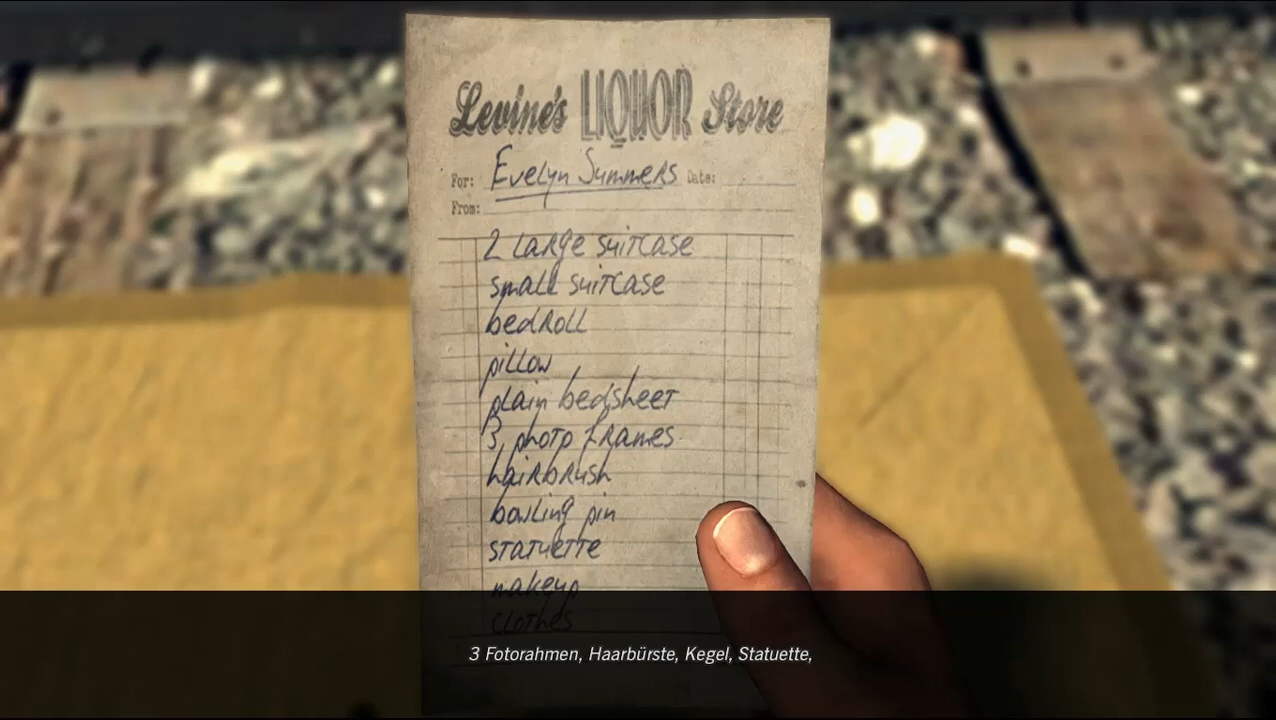 Levine's LIQUOR Store
For: Evelyn Summers Date:
From:
2 large suitcase
small suitcase
bedroll
pillow
plain bedsheet
3 photo frames
hairbrush
bowling pin
statuette
makeup
clothes
3 Fotorahmen, Haarbürste, Kegel, Statuette,